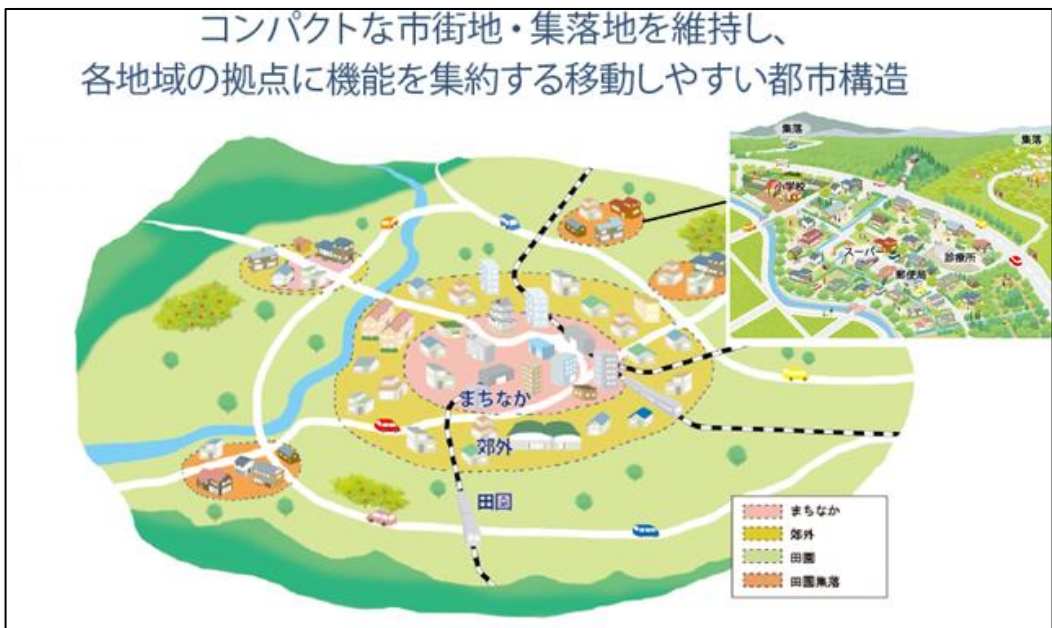 コンパクトな市街地・集落地を維持し、
各地域の拠点に機能を集約する移動しやすい都市構造
集落
集落
小学校
スーパー
診療所
郵便局
まちなか
郊外
田園
まちなか
郊外
田園
田園集落